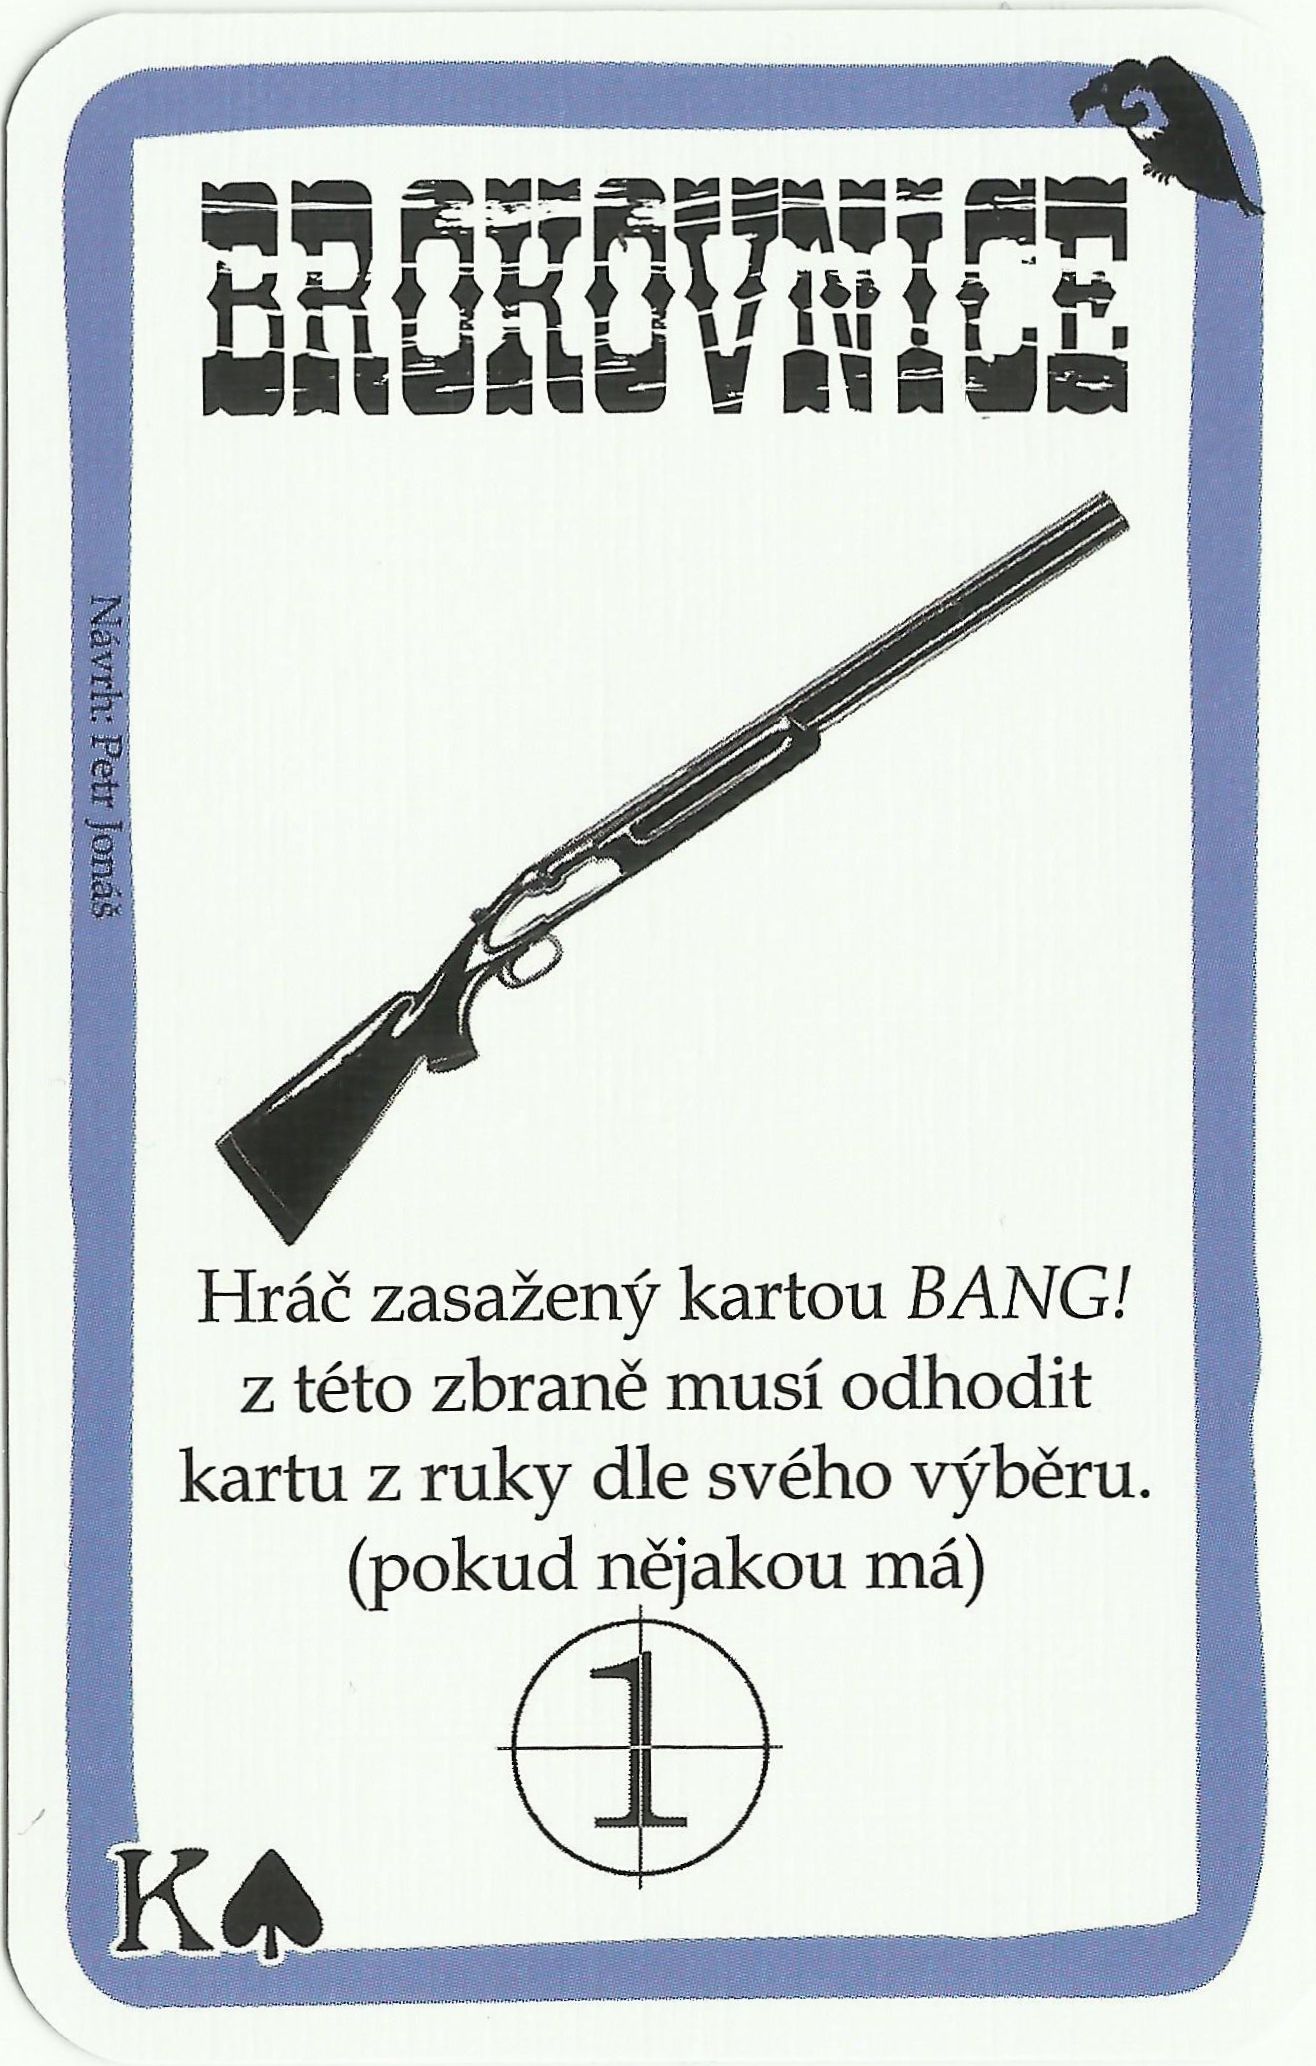 BROKOVNICE
Návrh: Petr Jonáš
Hráč zasažený kartou BANG!
z této zbraně musí odhodit
kartu z ruky dle svého výběru.
(pokud nějakou má)
1
K♠